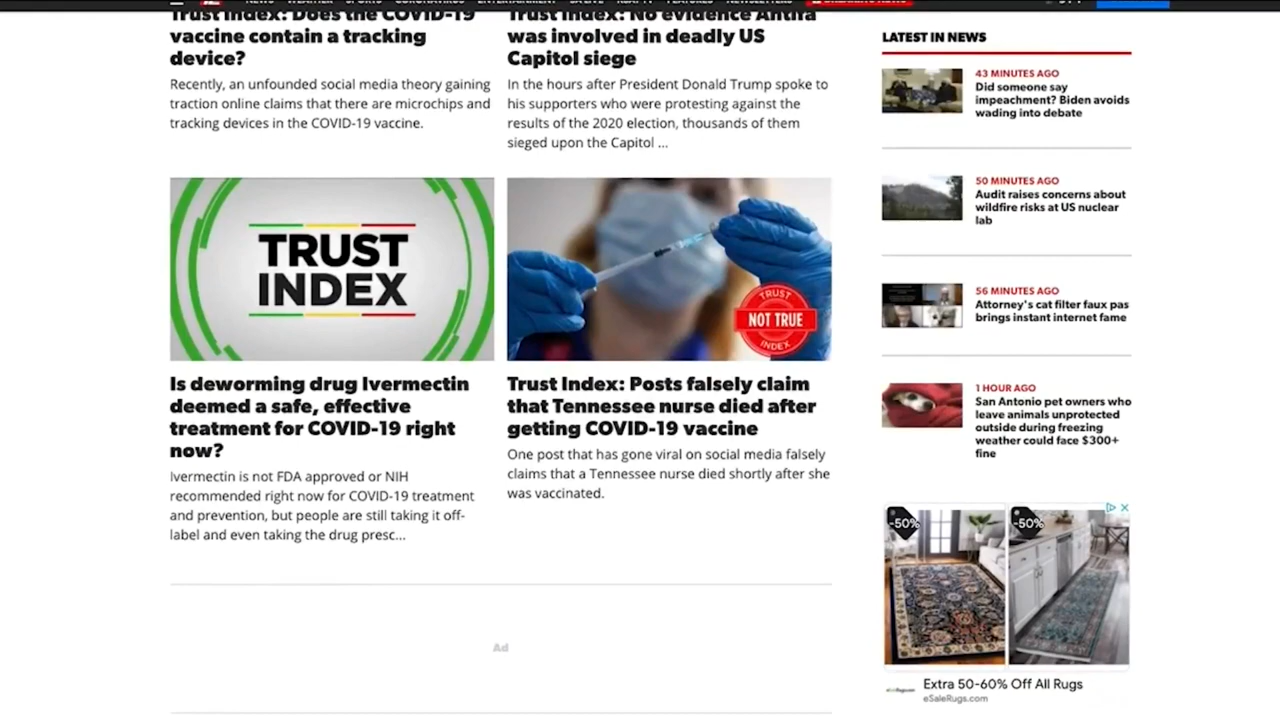 Trust Index: Does the COVID-19
vaccine contain a tracking
device?
Recently, an unfounded social media theory gaining
traction online claims that there are microchips and
tracking devices in the COVID-19 vaccine.
Trust Index: No evidence Antifa
was involved in deadly US
Capitol siege
In the hours after President Donald Trump spoke to
his supporters who were protesting against the
results of the 2020 election, thousands of them
sieged upon the Capitol ...
TRUST
INDEX
Is deworming drug Ivermectin
deemed a safe, effective
treatment for COVID-19 right
now?
Ivermectin is not FDA approved or NIH
recommended right now for COVID-19 treatment
and prevention, but people are still taking it off-
label and even taking the drug presc...
TRUST
NOT TRUE
INDEX
Trust Index: Posts falsely claim
that Tennessee nurse died after
getting COVID-19 vaccine
One post that has gone viral on social media falsely
claims that a Tennessee nurse died shortly after she
was vaccinated.
Ad
LATEST IN NEWS
43 MINUTES AGO
Did someone say
impeachment? Biden avoids
wading into debate
50 MINUTES AGO
Audit raises concerns about
wildfire risks at US nuclear
lab
56 MINUTES AGO
Attorney's cat filter faux pas
brings instant internet fame
1 HOUR AGO
San Antonio pet owners who
leave animals unprotected
outside during freezing
weather could face $300+
fine
-50%
-50%
Extra 50-60% Off All Rugs
eSaleRugs.com